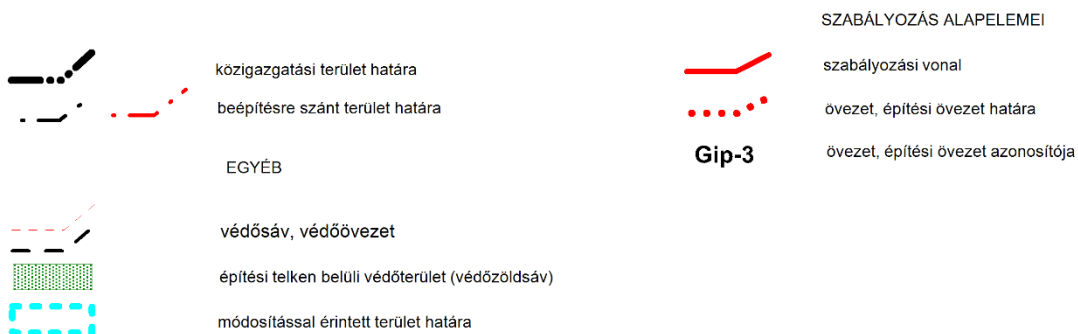 közigazgatási terület határa
beépítésre szánt terület határa
EGYÉB
védősáv, védőövezet
építési telken belüli védőterület (védőzöldsáv)
módosítással érintett terület határa
SZABÁLYOZÁS ALAPELEMEI
szabályozási vonal
övezet, építési övezet határa
Gip-3 övezet, építési övezet azonosítója